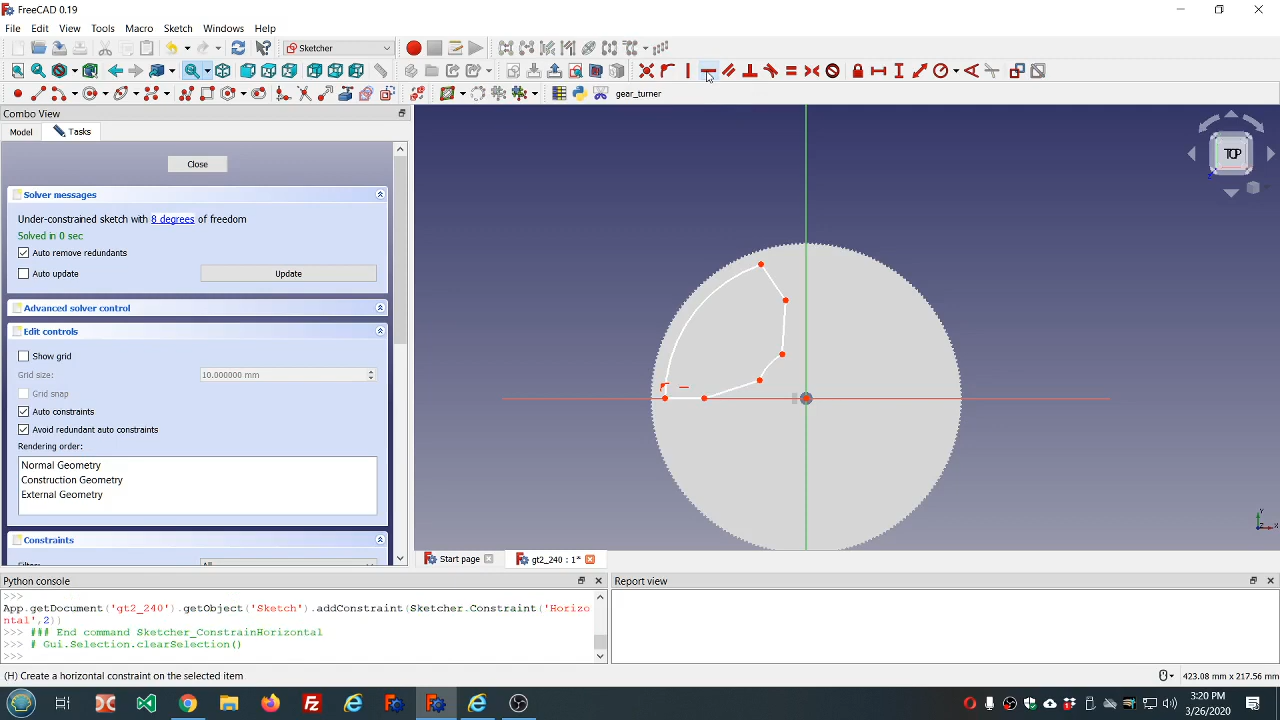 FreeCAD 0.19
File Edit View Tools Macro Sketch Windows Help
Sketcher
gear_turner
Combo View
Model Tasks
Close
Solver messages
Under-constrained sketch with 8 degrees of freedom
Solved in 0 sec
Auto remove redundants
Auto update Update
Advanced solver control
Edit controls
Show grid
Grid size: 10.000000 mm
Grid snap
Auto constraints
Avoid redundant auto constraints
Rendering order:
Normal Geometry
Construction Geometry
External Geometry
Constraints
TOP
Start page gt2_240 : 1*
Python console
>>>
App.getDocument('gt2_240').getObject('Sketch').addConstraint(Sketcher.Constraint('Horizo
ntal',2))
>>> ### End command Sketcher_ConstrainHorizontal
>>> # Gui.Selection.clearSelection()
>>>
Report view
(H) Create a horizontal constraint on the selected item
423.08 mm × 217.56 mm
3:20 PM
3/26/2020